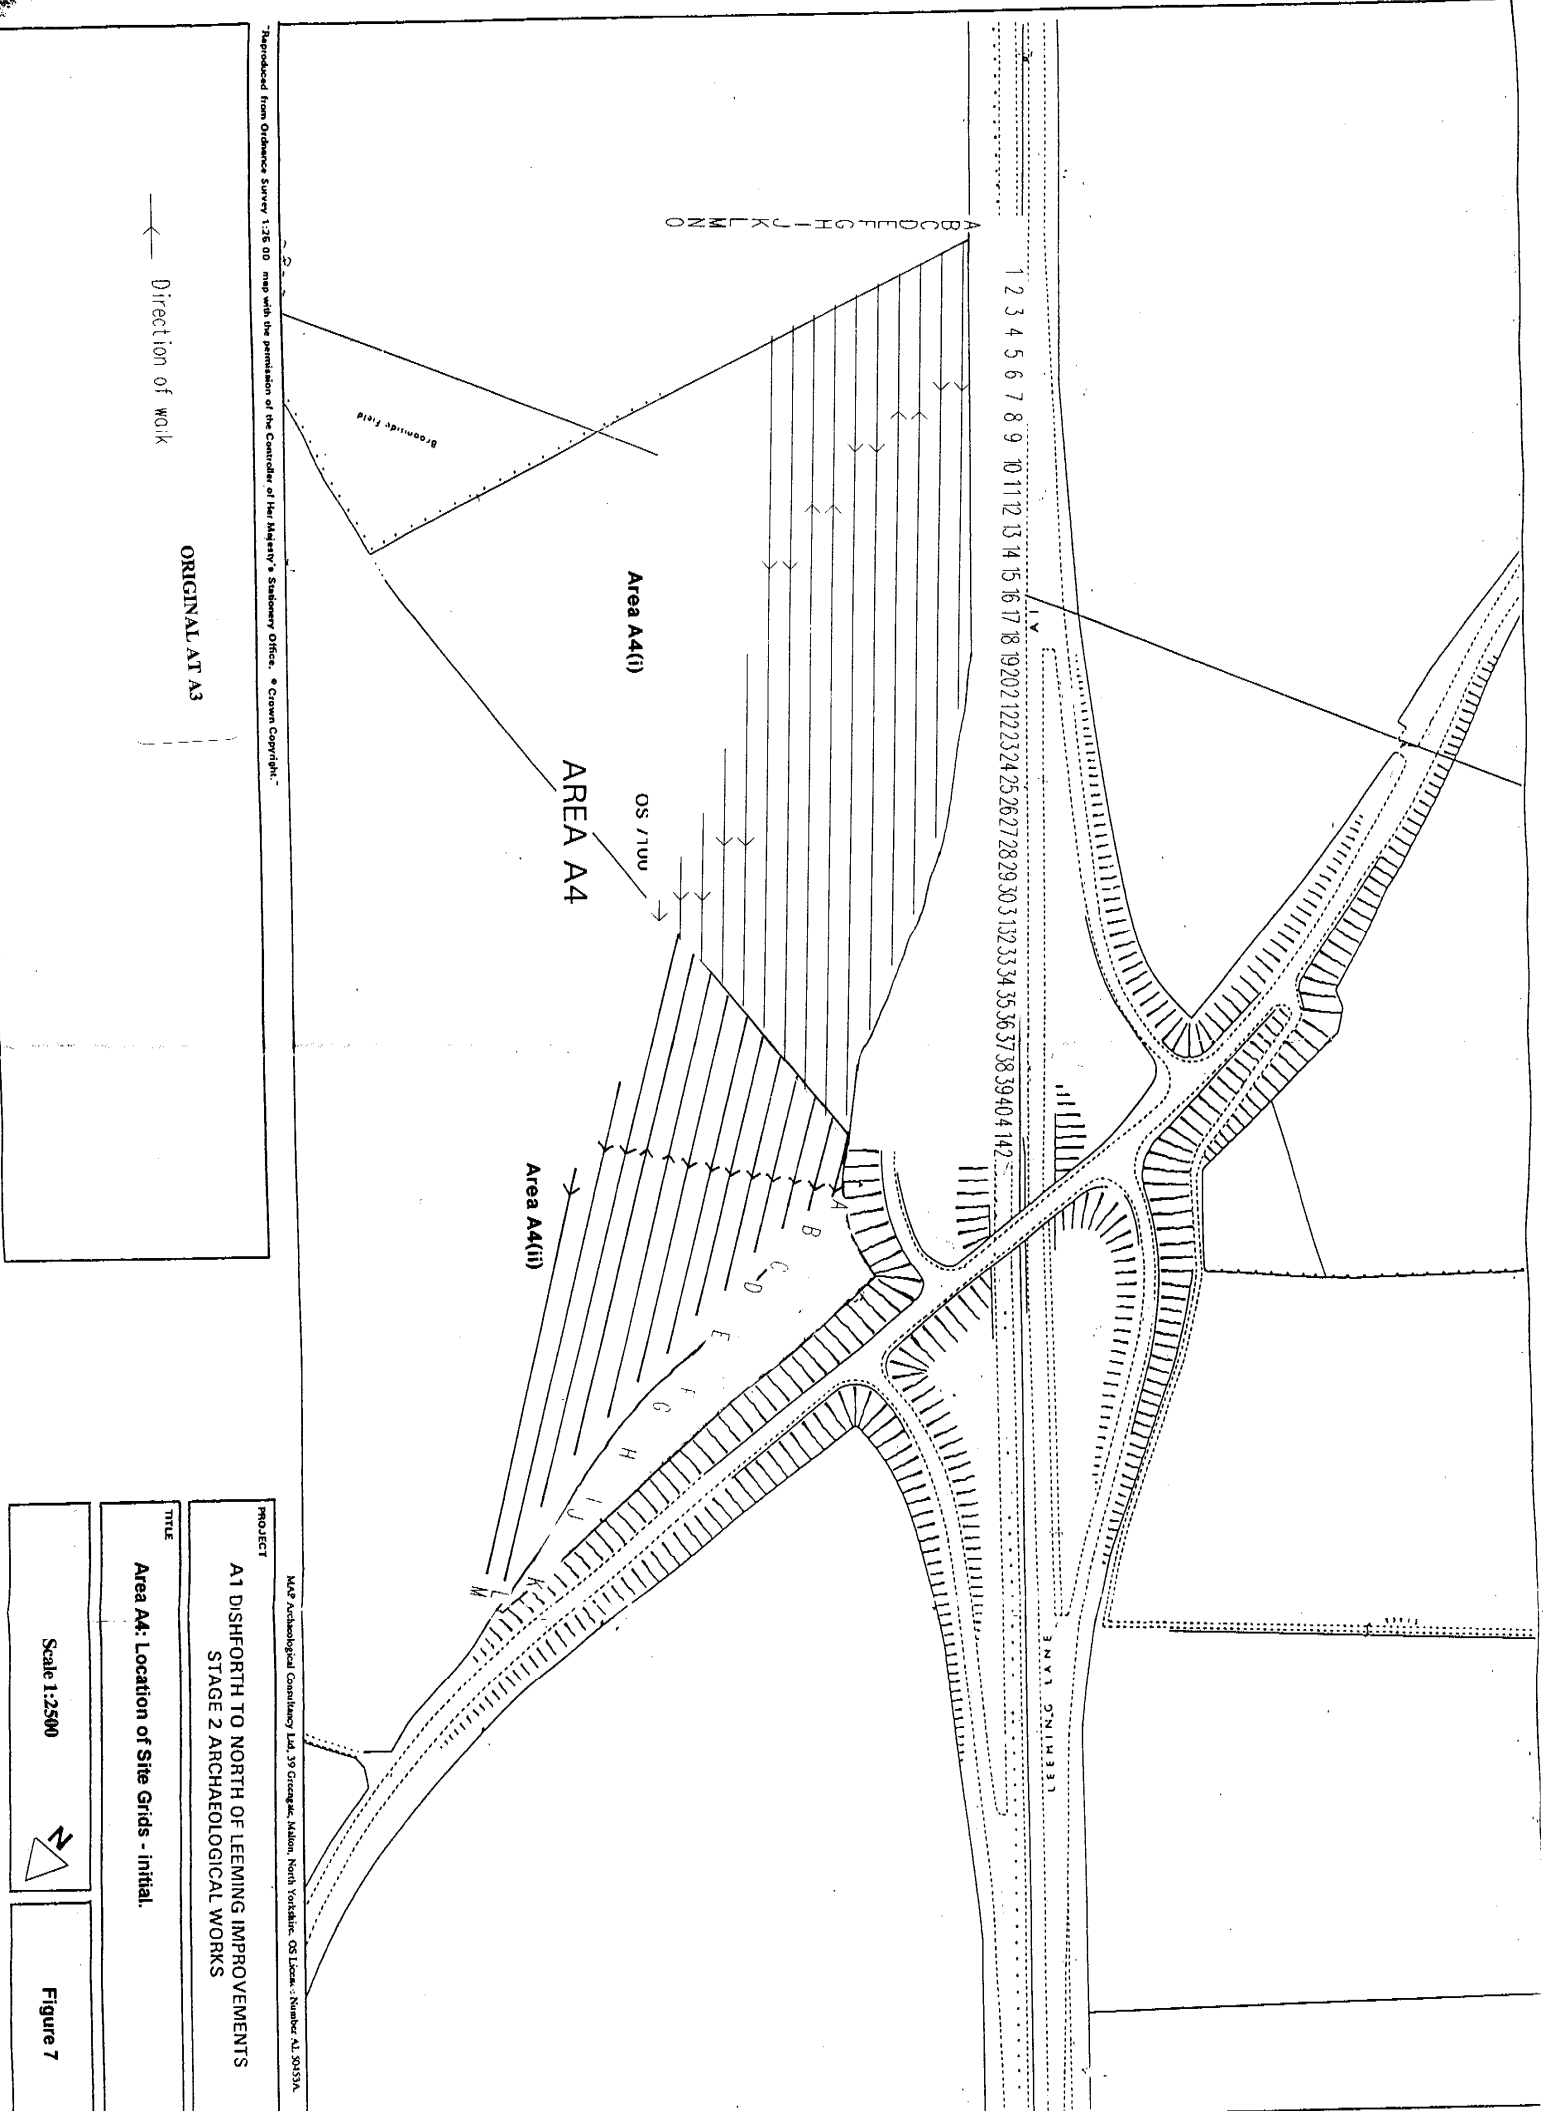 A B C D E F G H I J K L M N O
1 2 3 4 5 6 7 8 9 10 11 12 13 14 15 16 17 18 19 20 21 22 23 24 25 26 27 28 29 30 31 32 33 34 35 36 37 38 39 40 41 42
A 1
LEEMING LANE
Broomside Field
Area A4(i)
OS 7100
AREA A4
Area A4(ii)
A
B
C
D
E
F
G
H
I J
K
L
M
"Reproduced from Ordnance Survey 1:25 00 map with the permission of the Controller of Her Majesty's Stationery Office. © Crown Copyright."
ORIGINAL AT A3
Direction of walk
MAP Archaeological Consultancy Ltd, 39 Greengate, Malton, North Yorkshire. OS Licence Number AL 50453A
PROJECT
A1 DISHFORTH TO NORTH OF LEEMING IMPROVEMENTS
STAGE 2 ARCHAEOLOGICAL WORKS
TITLE
Area A4: Location of Site Grids - initial.
Scale 1:2500
N
Figure 7